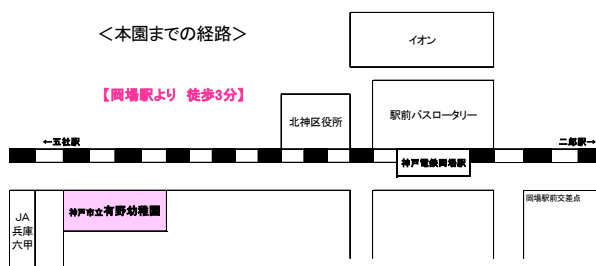 ＜本園までの経路＞
イオン
【岡場駅より 徒歩3分】
北神区役所
駅前バスロータリー
←五社駅
二郎駅→
神戸電鉄岡場駅
JA
兵庫
六甲
神戸市立有野幼稚園
岡場駅前交差点